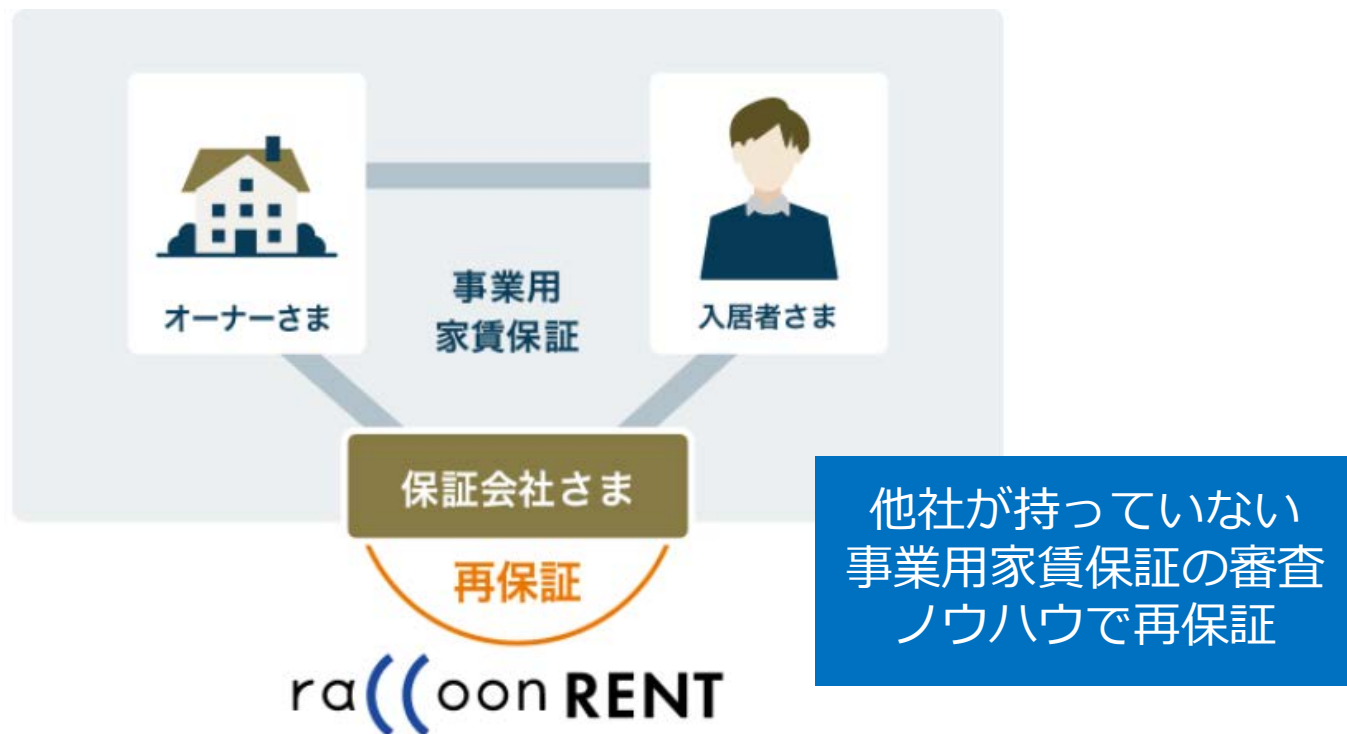 オーナーさま
入居者さま
事業用
家賃保証
保証会社さま
再保証
raccoon RENT
他社が持っていない
事業用家賃保証の審査
ノウハウで再保証